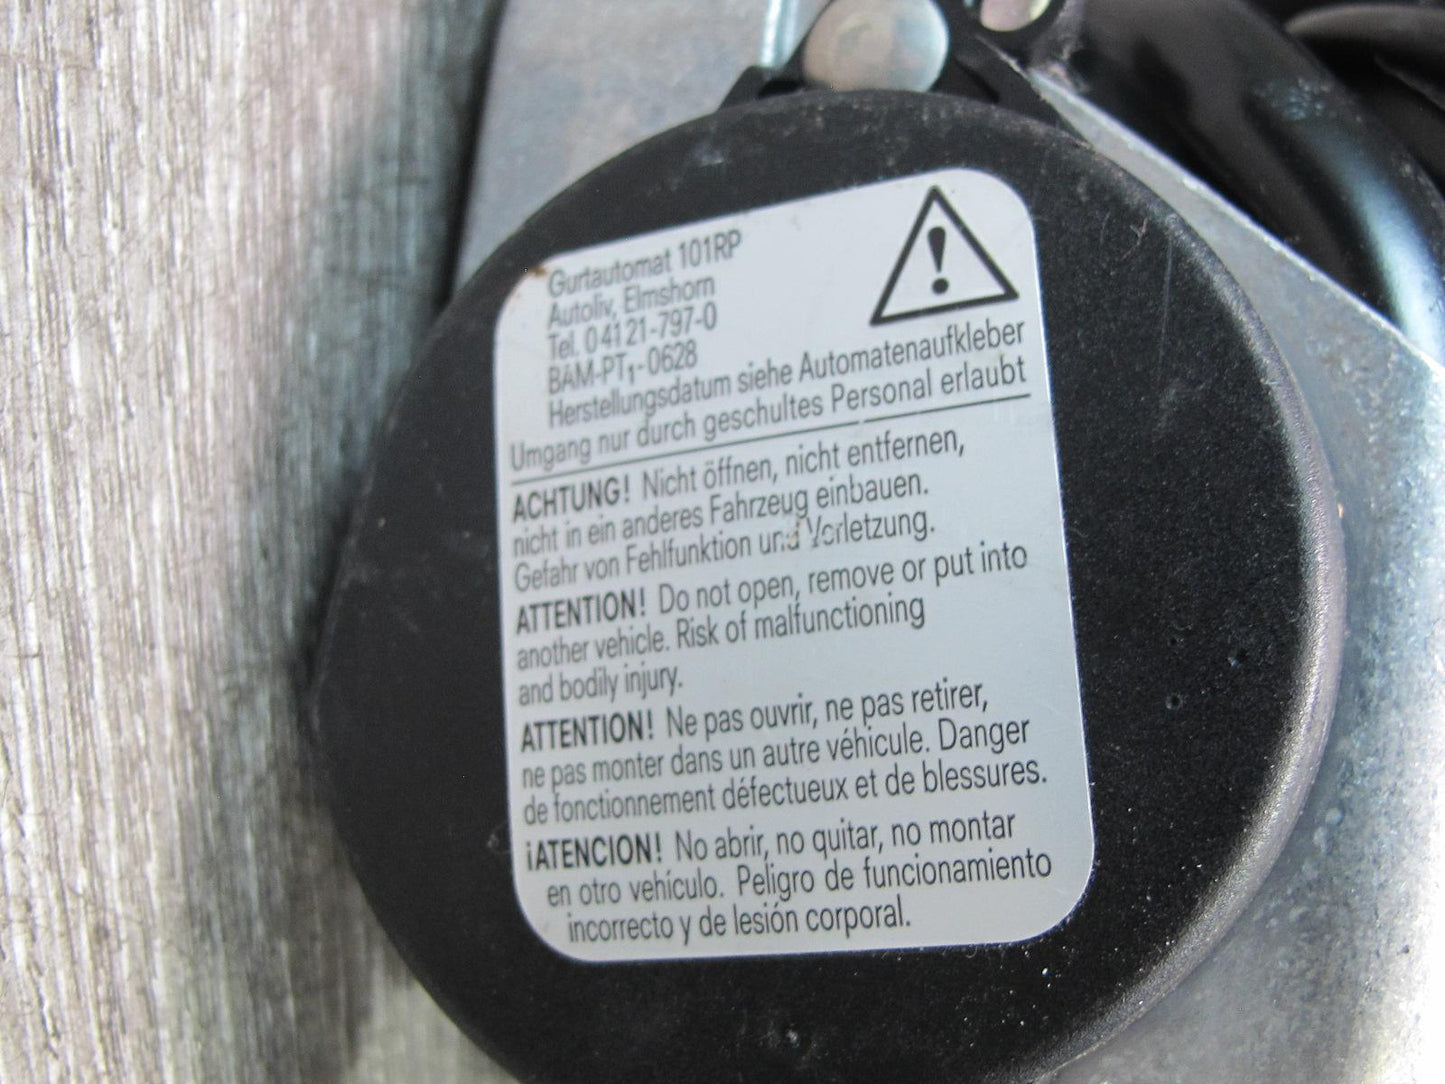 Gurtautomat 101RP
Autoliv, Elmshorn
Tel. 0 41 21-797-0
BAM-PT₁-0628
Herstellungsdatum siehe Automatenaufkleber
Umgang nur durch geschultes Personal erlaubt
ACHTUNG! Nicht öffnen, nicht entfernen,
nicht in ein anderes Fahrzeug einbauen.
Gefahr von Fehlfunktion und Verletzung.
ATTENTION! Do not open, remove or put into
another vehicle. Risk of malfunctioning
and bodily injury.
ATTENTION! Ne pas ouvrir, ne pas retirer,
ne pas monter dans un autre véhicule. Danger
de fonctionnement défectueux et de blessures.
¡ATENCION! No abrir, no quitar, no montar
en otro vehículo. Peligro de funcionamiento
incorrecto y de lesión corporal.